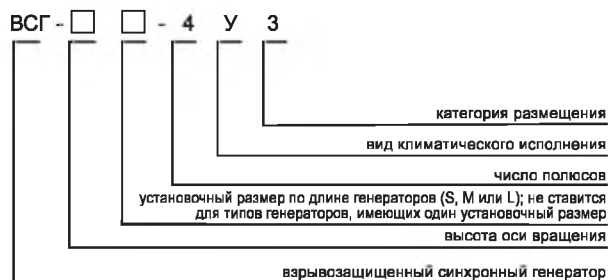 ВСГ-□ □ - 4 У 3
категория размещения
вид климатического исполнения
число полюсов
установочный размер по длине генераторов (S, M или L); не ставится
для типов генераторов, имеющих один установочный размер
высота оси вращения
взрывозащищенный синхронный генератор